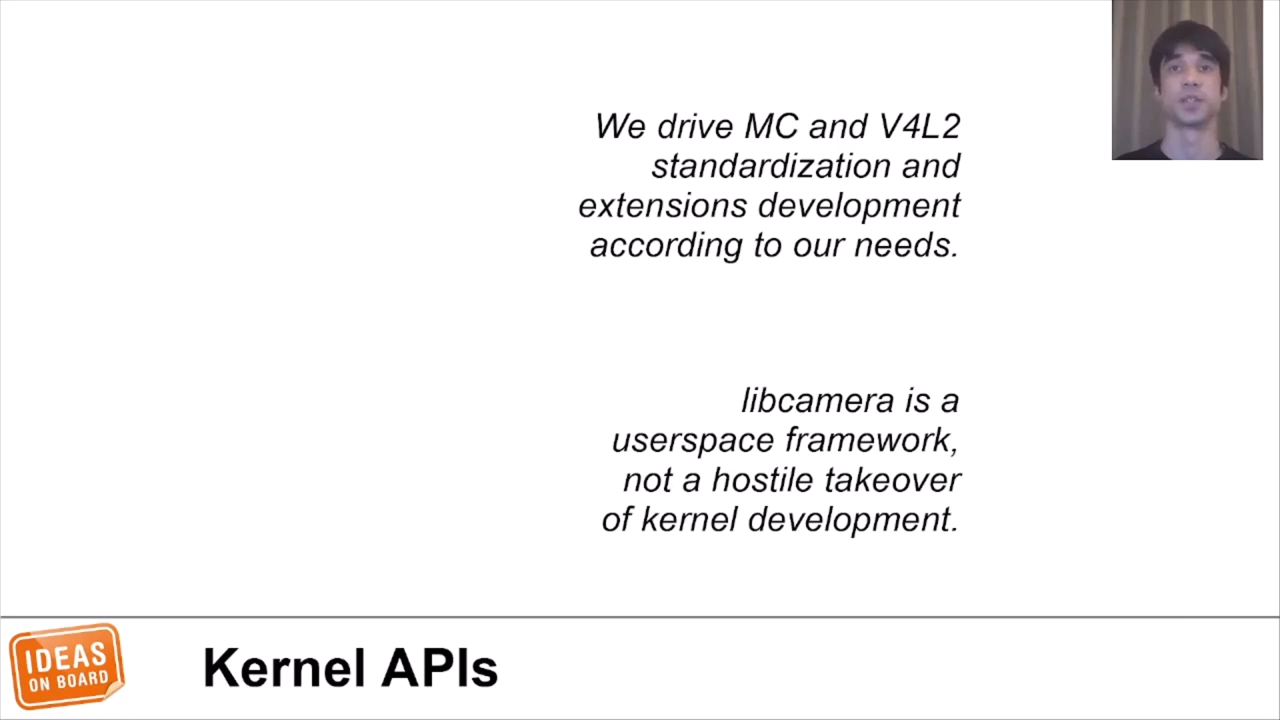 We drive MC and V4L2
standardization and
extensions development
according to our needs.
libcamera is a
userspace framework,
not a hostile takeover
of kernel development.
IDEAS
ON BOARD
Kernel APIs